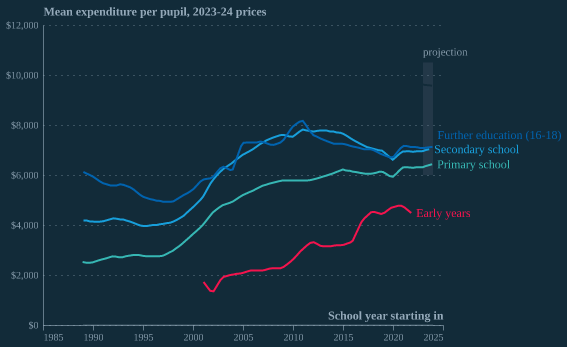 Mean expenditure per pupil, 2023-24 prices
$12,000
projection
$10,000
$8,000
Further education (16-18)
Secondary school
Primary school
$6,000
Early years
$4,000
$2,000
School year starting in
$0
1985 1990 1995 2000 2005 2010 2015 2020 2025